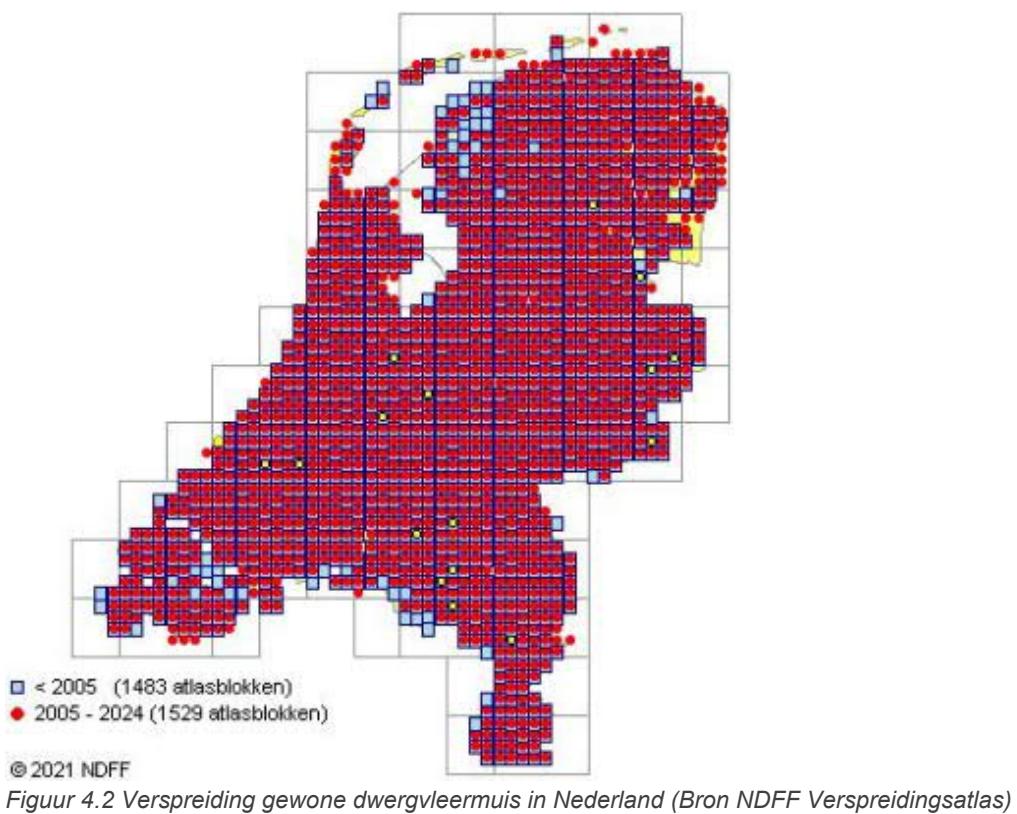 < 2005 (1483 atlasblokken)
2005 - 2024 (1529 atlasblokken)
© 2021 NDFF
Figuur 4.2 Verspreiding gewone dwergvleermuis in Nederland (Bron NDFF Verspreidingsatlas)